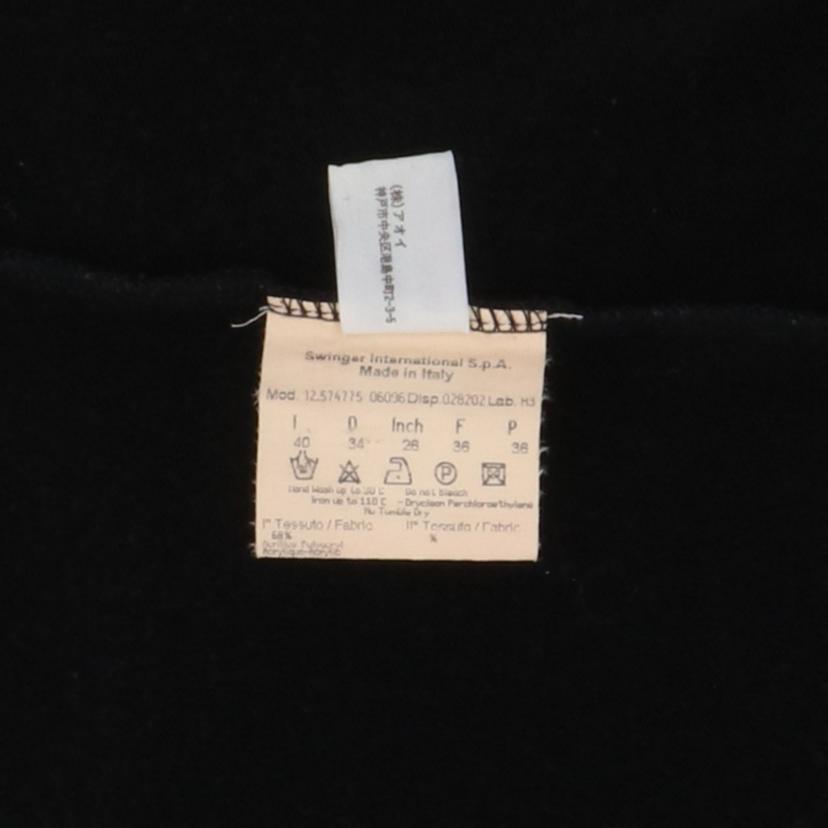 (株)アオイ
神戸市中央区港島中町2-3-5
Swinger International S.p.A.
Made in Italy
Mod. 12.574775 06096 Disp.028202 Lab. H3
I D Inch F P
40 34 26 36 36
P
Hand Wash up to 30 C Do not bleach
Iron up to 110 C - Dryclean Perchloroethylene
No Tumble Dry
I° Tessuto / Fabric II° Tessuto / Fabric
68% %
Acrylique-Acrylic